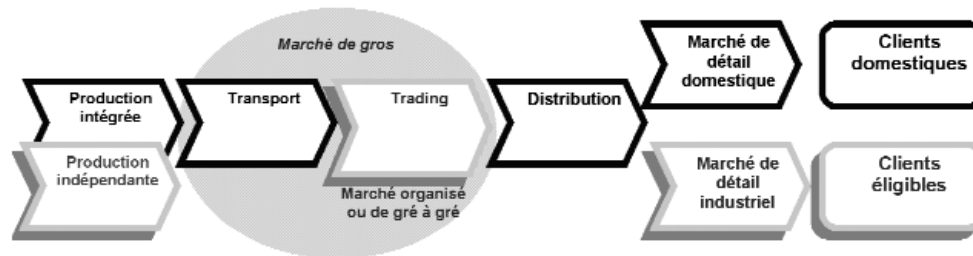 Marché de gros
Production
intégrée
Transport
Trading
Distribution
Marché de
détail
domestique
Clients
domestiques
Production
indépendante
Marché organisé
ou de gré à gré
Marché de
détail
industriel
Clients
éligibles